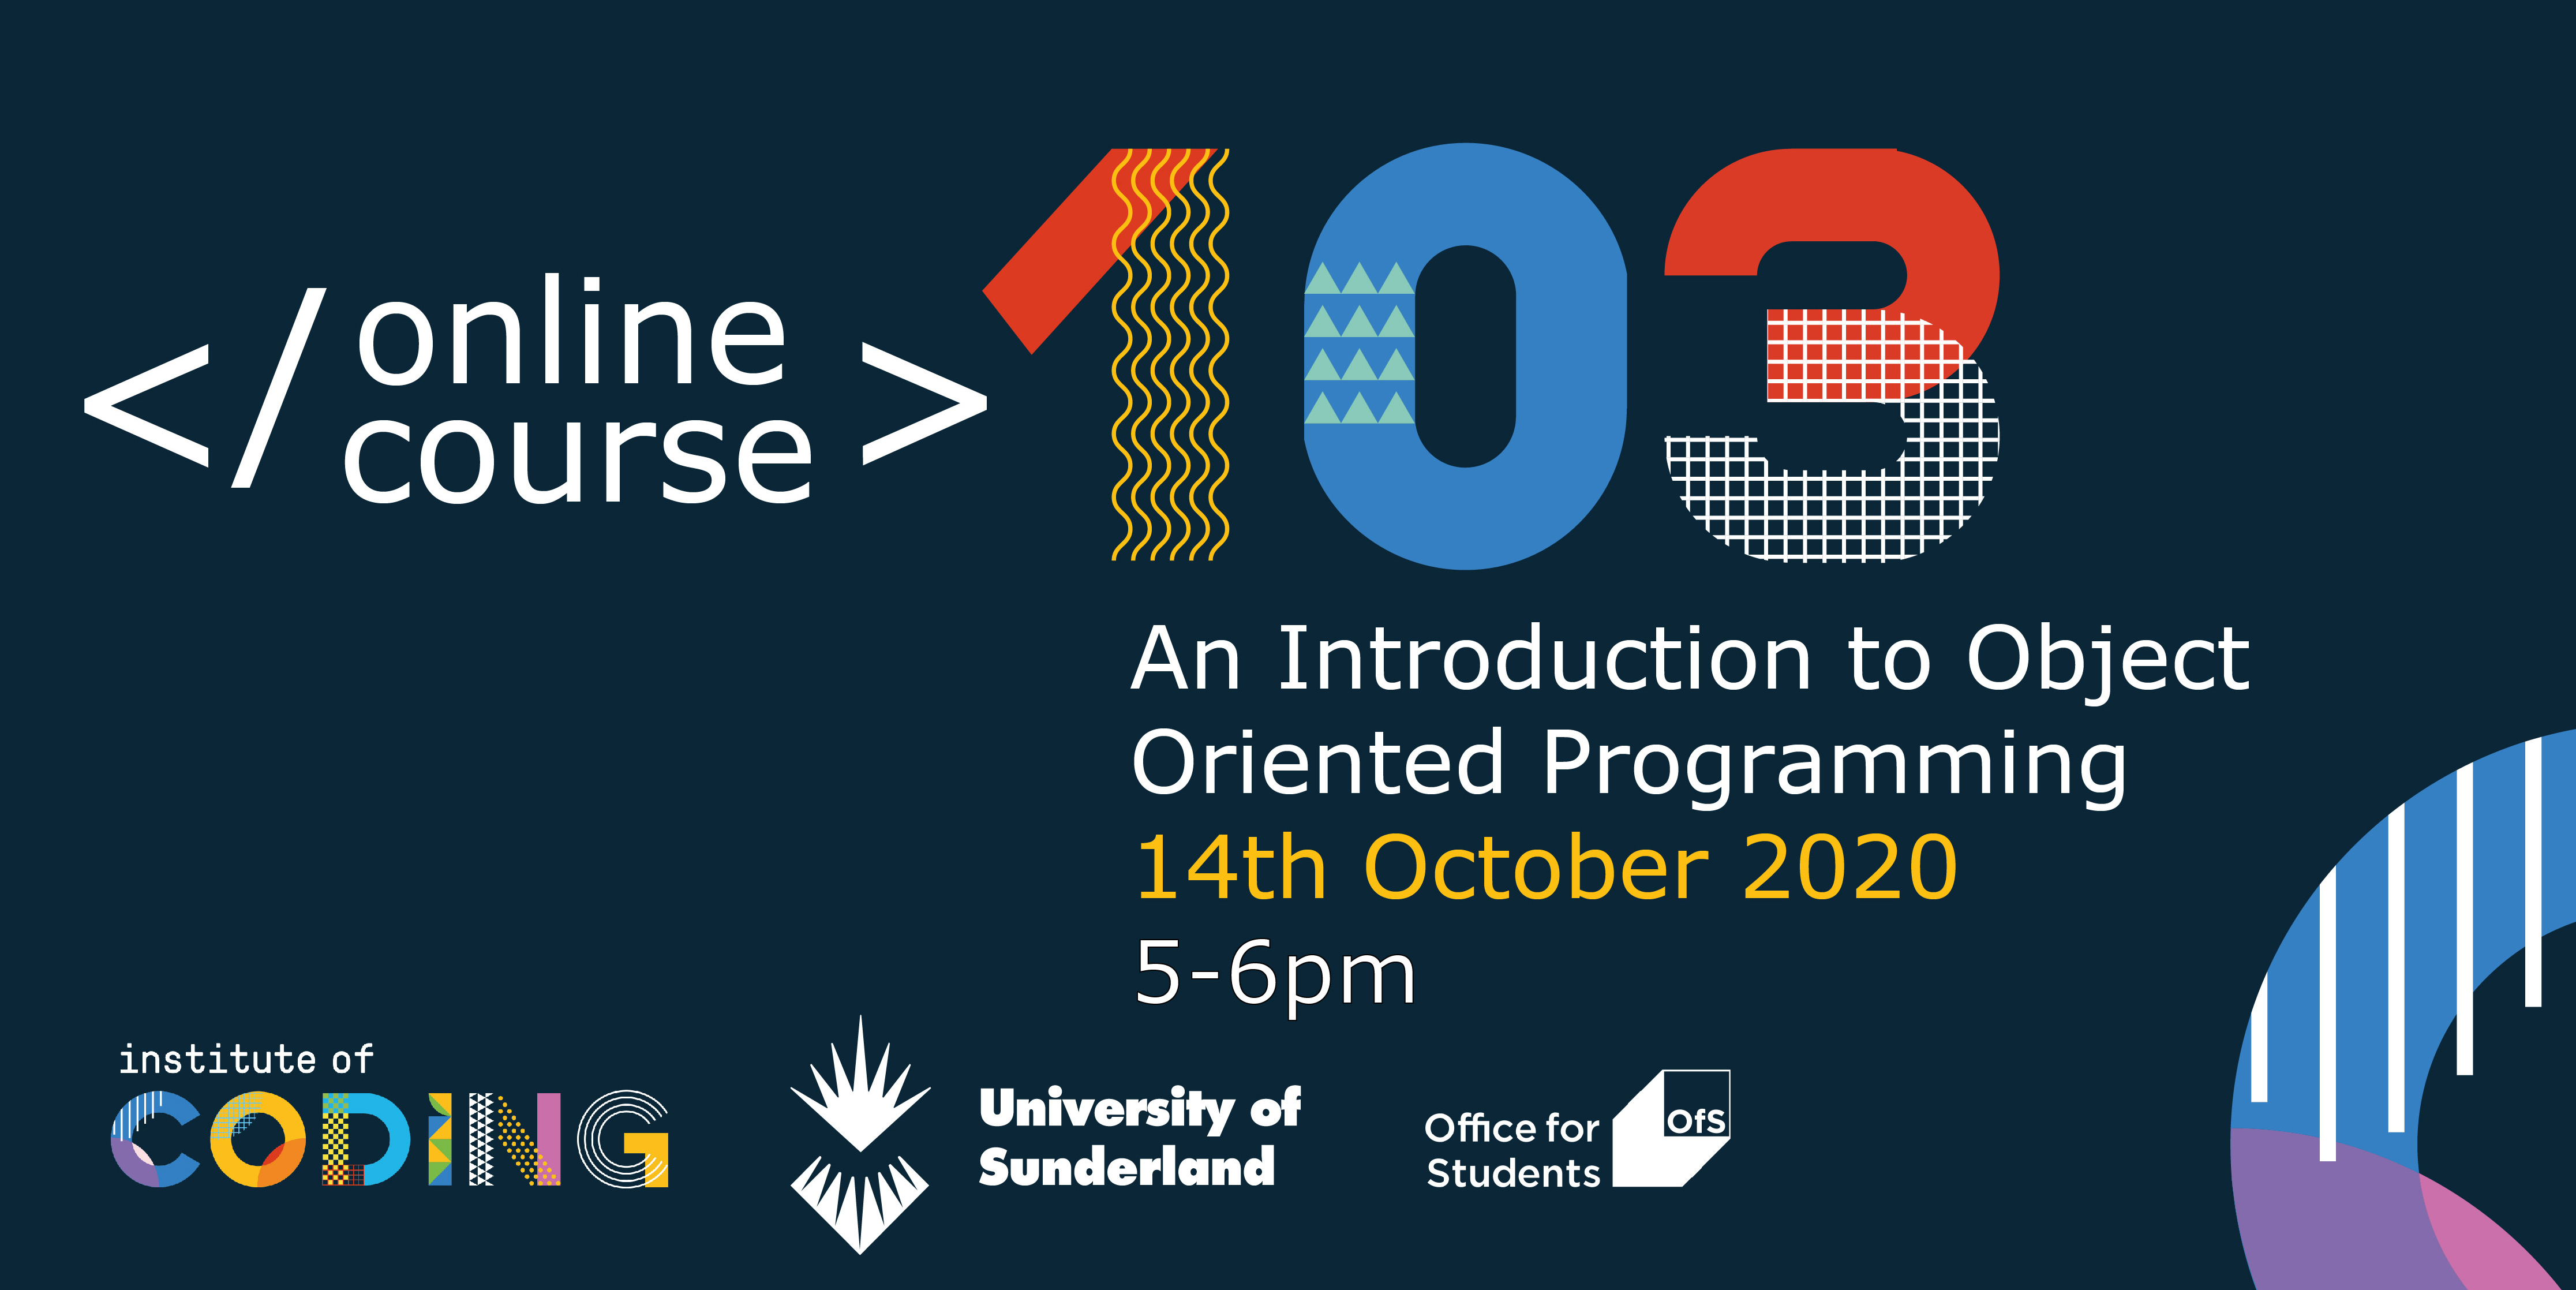 </ online
course >
103
An Introduction to Object
Oriented Programming
14th October 2020
5-6pm
institute of
CODING
University of
Sunderland
Office for
Students
OfS